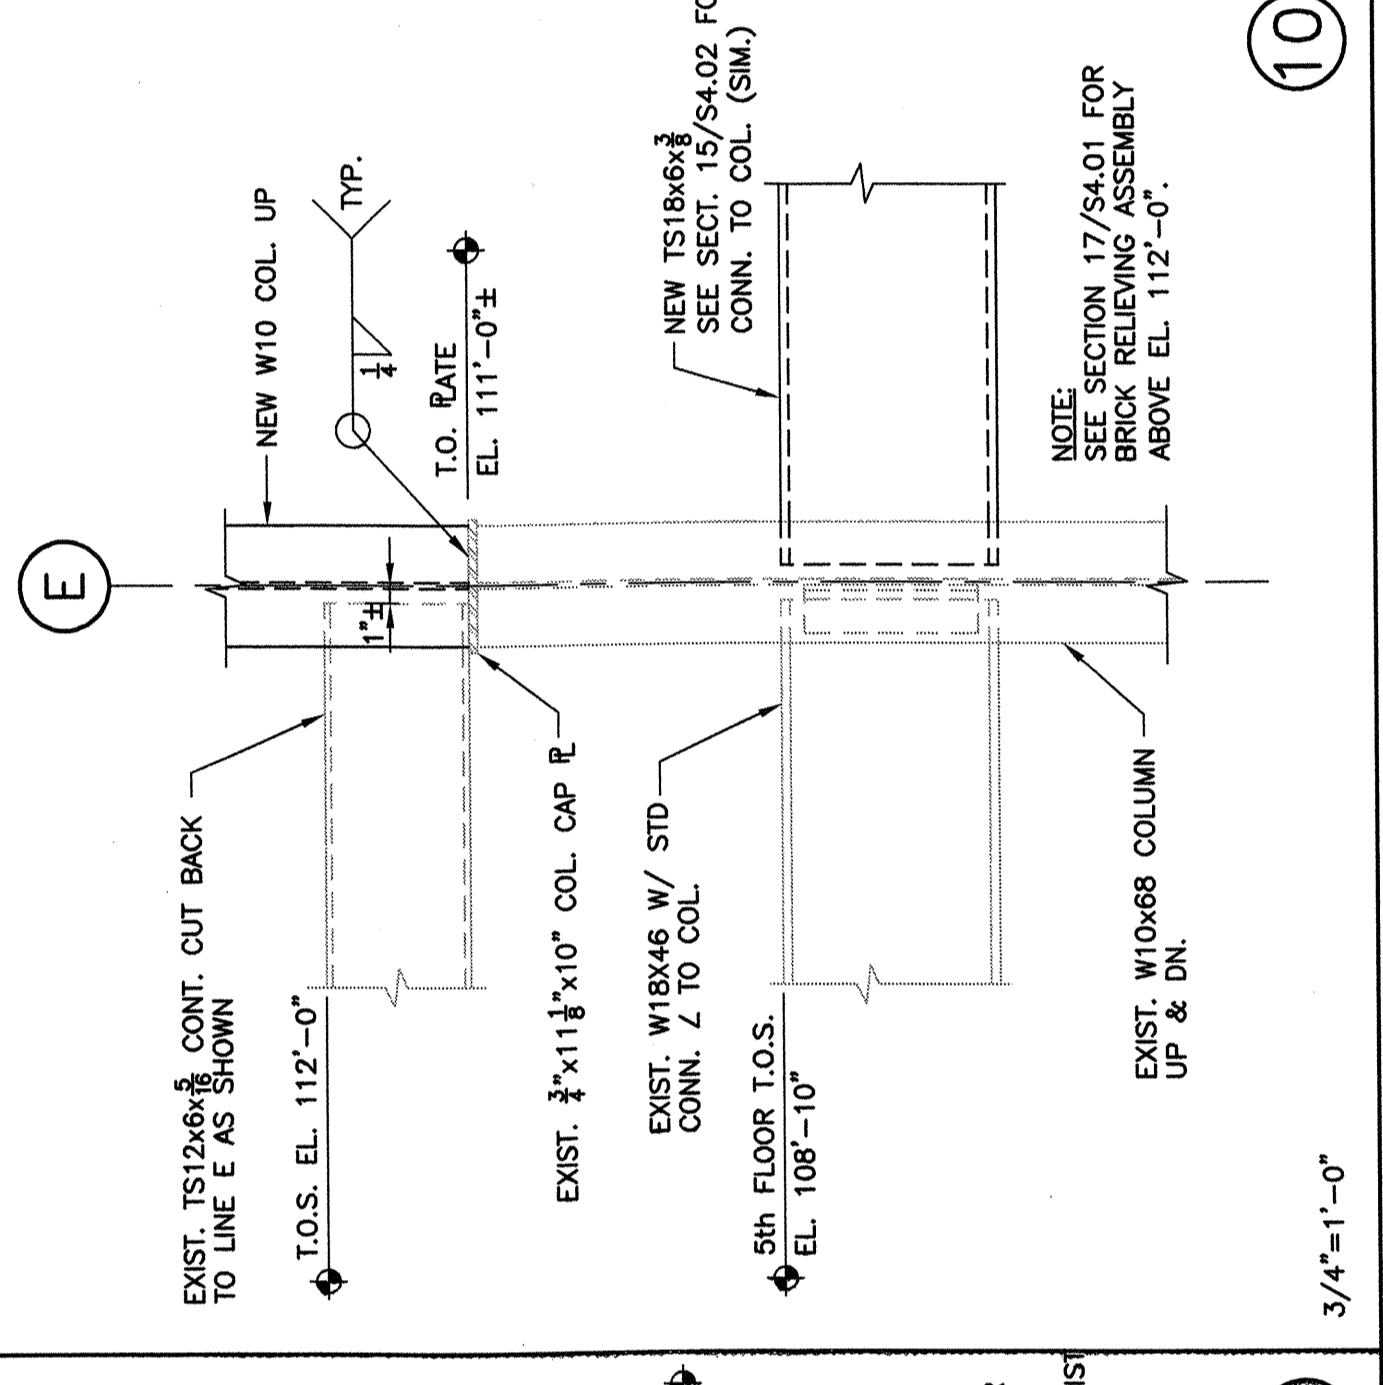 E
NEW W10 COL. UP
TYP.
1/4
T.O. PLATE
EL. 111'-0"±
1"±
EXIST. TS12x6x5/16 CONT. CUT BACK
TO LINE E AS SHOWN
T.O.S. EL. 112'-0"
EXIST. 3/4"x11 1/8"x10" COL. CAP PL
NEW TS18x6x3/8
SEE SECT. 15/S4.02
CONN. TO COL. (SIM.)
EXIST. W18X46 W/ STD
CONN. ∠ TO COL.
5th FLOOR T.O.S.
EL. 108'-10"
NOTE:
SEE SECTION 17/S4.01 FOR
BRICK RELIEVING ASSEMBLY
ABOVE EL. 112'-0".
EXIST. W10x68 COLUMN
UP & DN.
3/4"=1'-0"
10